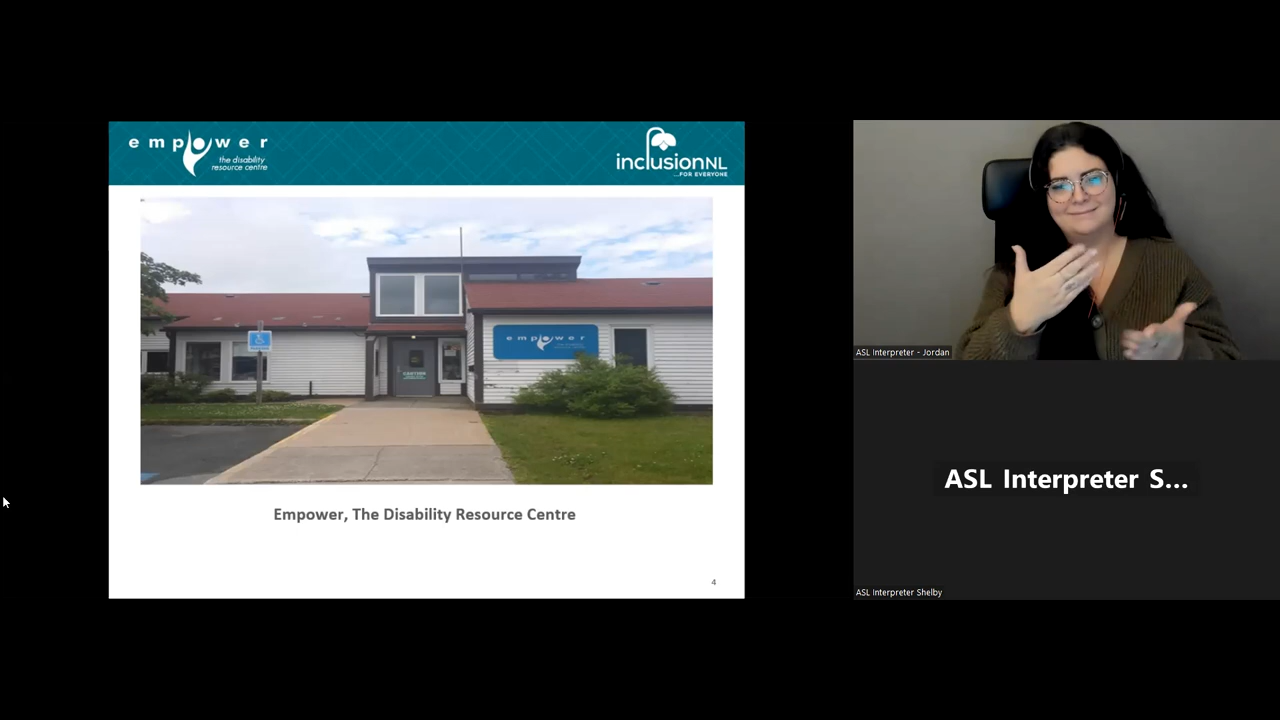 empower
the disability
resource centre
inclusionNL
...FOR EVERYONE
empower
Empower, The Disability Resource Centre
4
ASL Interpreter - Jordan
ASL Interpreter S...
ASL Interpreter Shelby